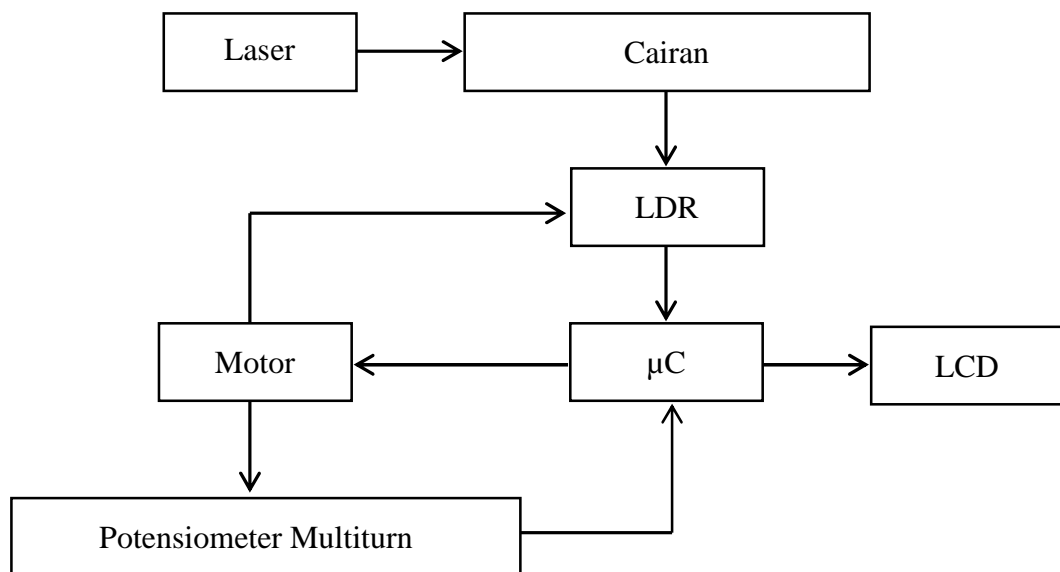 Laser
Cairan
LDR
Motor
µC
LCD
Potensiometer Multiturn